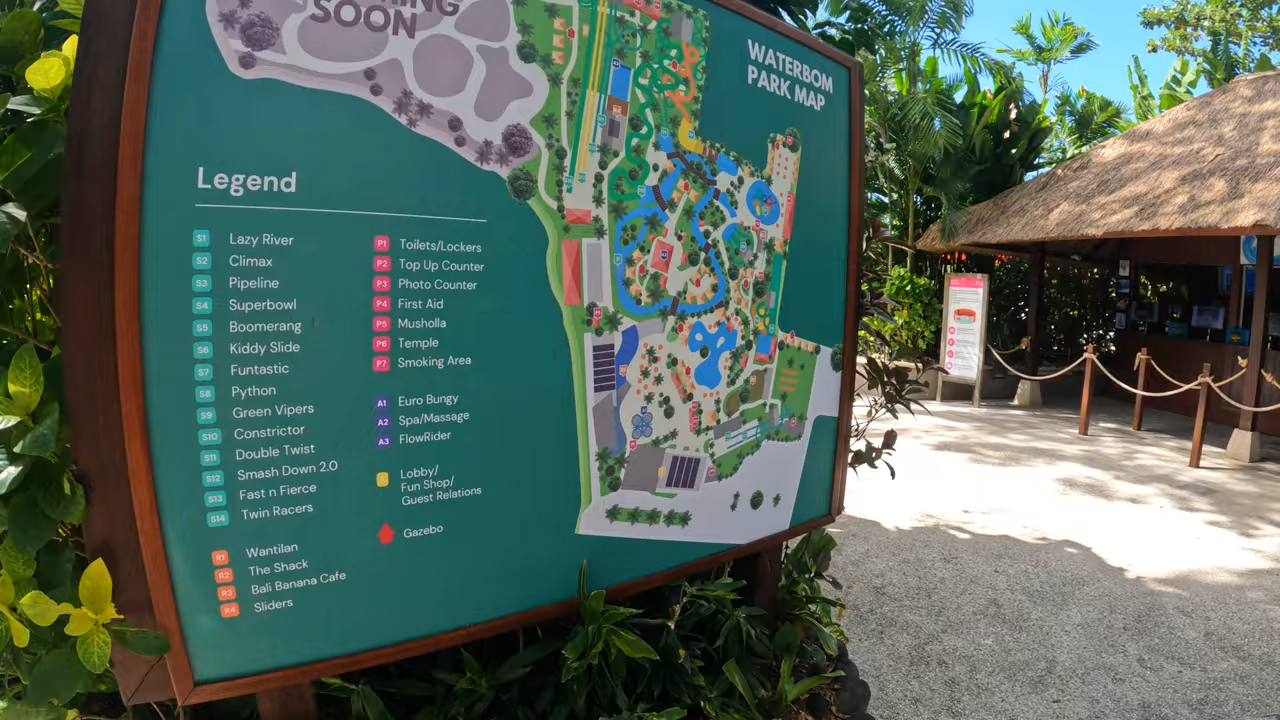 SOON
WATERBOM
PARK MAP
Legend
S1 Lazy River
S2 Climax
S3 Pipeline
S4 Superbowl
S5 Boomerang
S6 Kiddy Slide
S7 Funtastic
S8 Python
S9 Green Vipers
S10 Constrictor
S11 Double Twist
S12 Smash Down 2.0
S13 Fast n Fierce
S14 Twin Racers
R1 Wantilan
R2 The Shack
R3 Bali Banana Cafe
R4 Sliders
P1 Toilets/Lockers
P2 Top Up Counter
P3 Photo Counter
P4 First Aid
P5 Musholla
P6 Temple
P7 Smoking Area
A1 Euro Bungy
A2 Spa/Massage
A3 FlowRider
Lobby/
Fun Shop/
Guest Relations
Gazebo